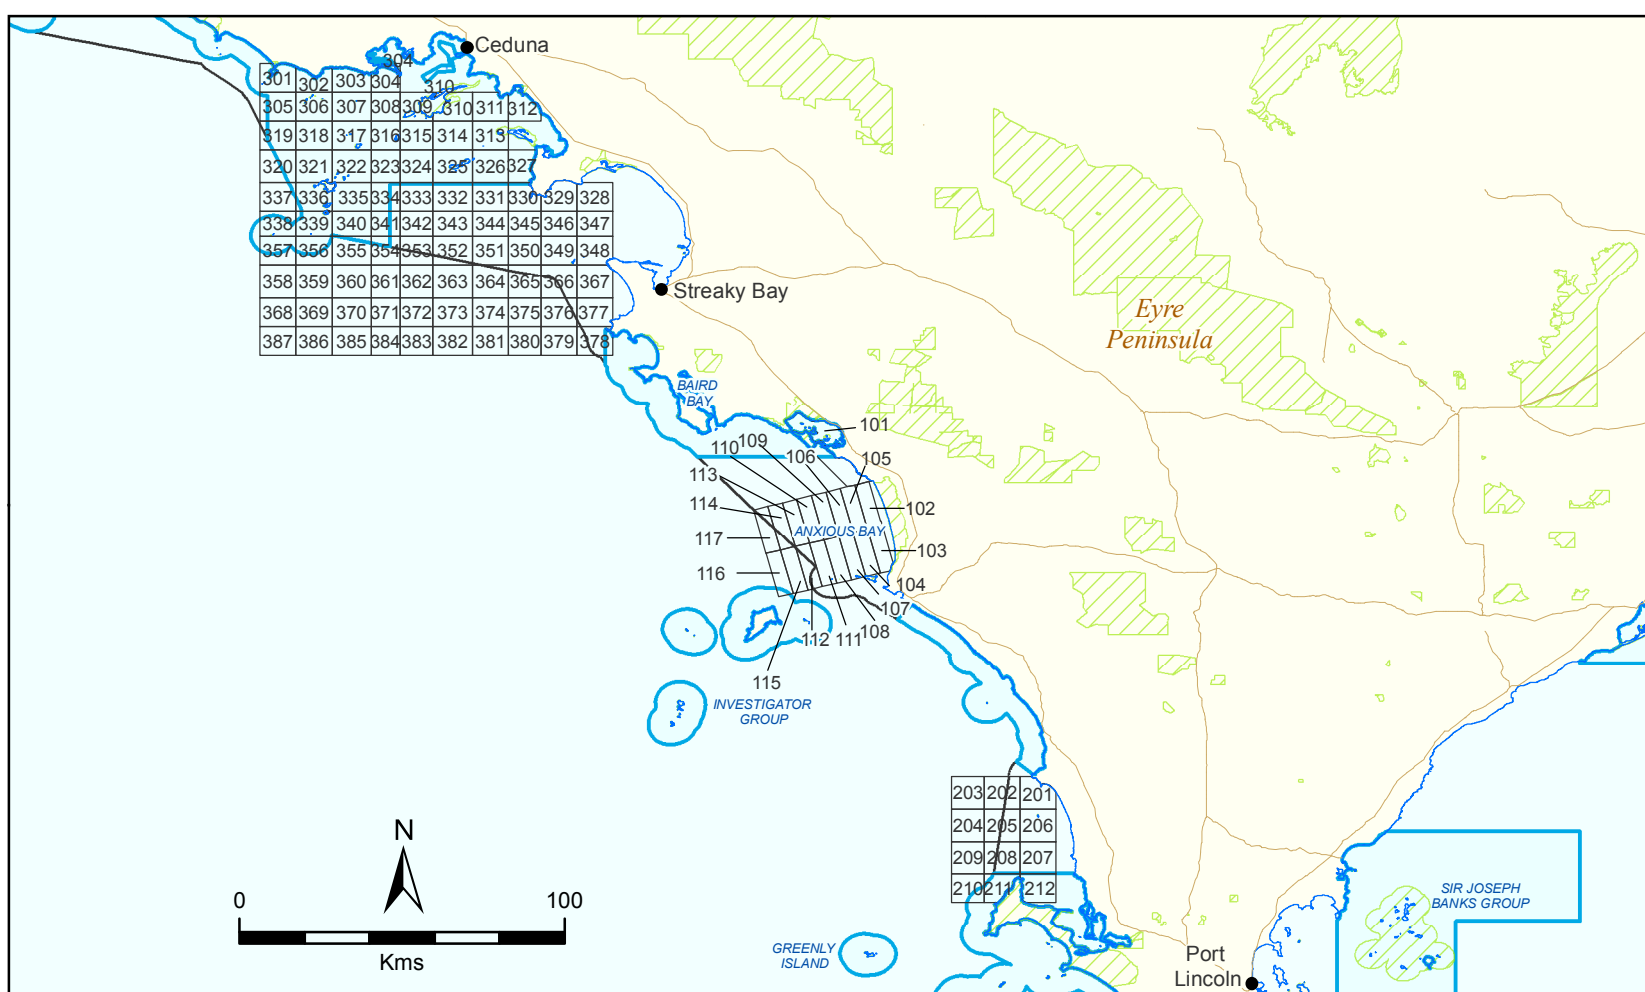 Ceduna
304
301 302 303 304 310
305 306 307 308 309 310 311 312
319 318 317 316 315 314 313
320 321 322 323 324 325 326 327
337 336 335 334 333 332 331 330 329 328
338 339 340 341 342 343 344 345 346 347
357 356 355 354 353 352 351 350 349 348
358 359 360 361 362 363 364 365 366 367
368 369 370 371 372 373 374 375 376 377
387 386 385 384 383 382 381 380 379 378
Streaky Bay
Eyre
Peninsula
BAIRD
BAY
101
110 109 106 105
113
114
102
117
ANXIOUS BAY
103
116
104
107
112 111 108
115
INVESTIGATOR
GROUP
203 202 201
204 205 206
209 208 207
210 211 212
N
0 100
Kms
GREENLY
ISLAND
SIR JOSEPH
BANKS GROUP
Port
Lincoln